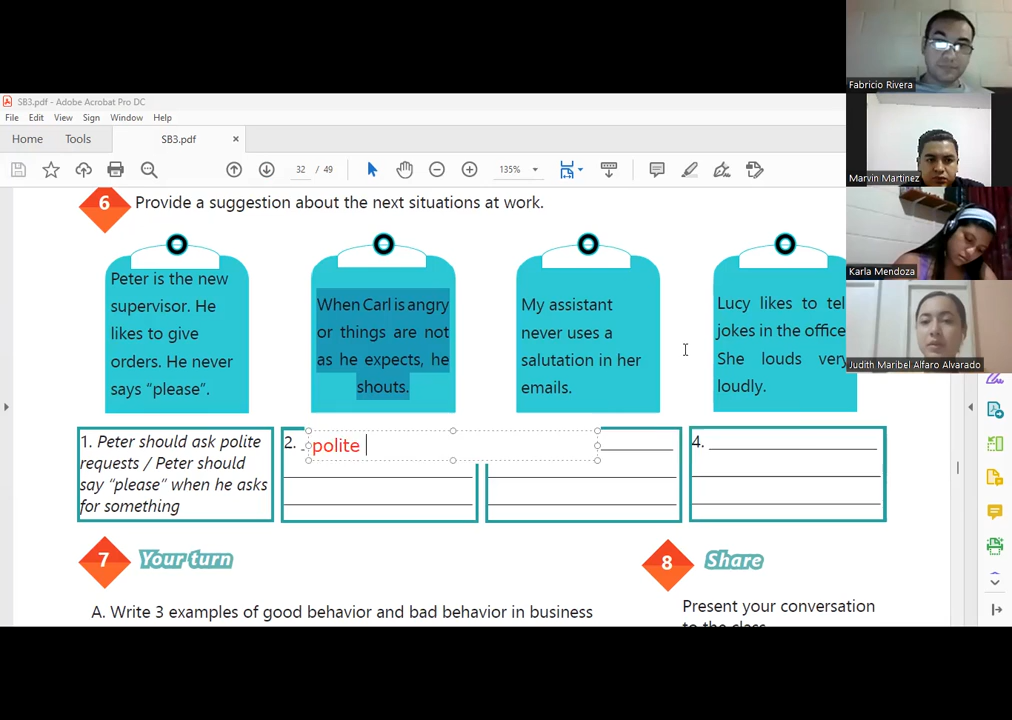 SB3.pdf - Adobe Acrobat Pro DC
File Edit View Sign Window Help
Home Tools SB3.pdf ×
32 / 49 135%
6 Provide a suggestion about the next situations at work.
Peter is the new
supervisor. He
likes to give
orders. He never
says “please”.
When Carl is angry
or things are not
as he expects, he
shouts.
My assistant
never uses a
salutation in her
emails.
Lucy likes to tel
jokes in the office
She louds very
loudly.
1. Peter should ask polite
requests / Peter should
say “please” when he asks
for something
2. polite
4.
7 Your turn
8 Share
A. Write 3 examples of good behavior and bad behavior in business
Present your conversation
to the class
Fabricio Rivera
Marvin Martinez
Karla Mendoza
Judith Maribel Alfaro Alvarado